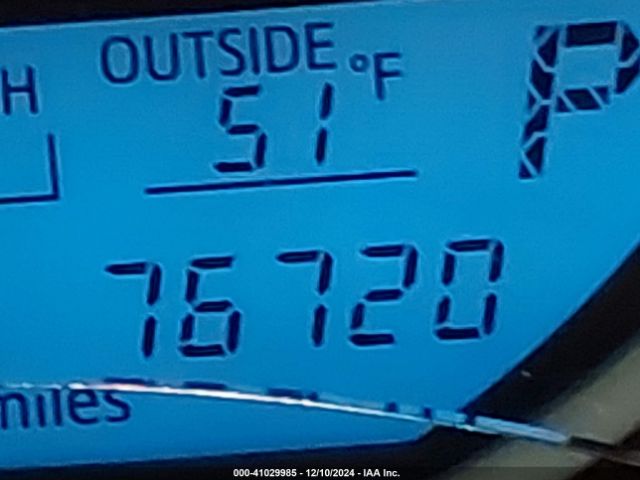 OUTSIDE °F
H
51
P
76720
miles
000-41029985 - 12/10/2024 - IAA Inc.